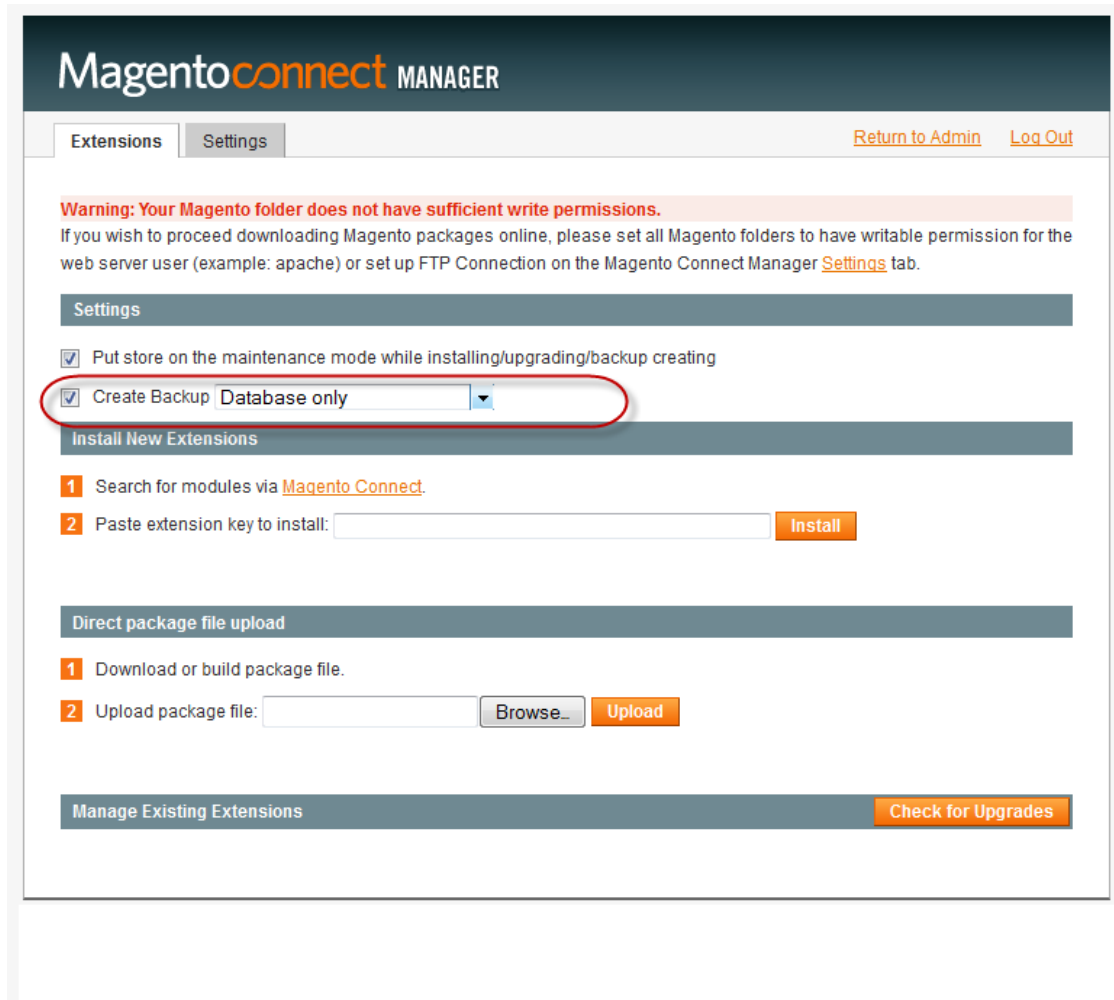 Magentoconnect MANAGER
Extensions Settings Return to Admin Log Out
Warning: Your Magento folder does not have sufficient write permissions.
If you wish to proceed downloading Magento packages online, please set all Magento folders to have writable permission for the
web server user (example: apache) or set up FTP Connection on the Magento Connect Manager Settings tab.
Settings
Put store on the maintenance mode while installing/upgrading/backup creating
Create Backup Database only
Install New Extensions
1 Search for modules via Magento Connect.
2 Paste extension key to install: Install
Direct package file upload
1 Download or build package file.
2 Upload package file: Browse... Upload
Manage Existing Extensions Check for Upgrades